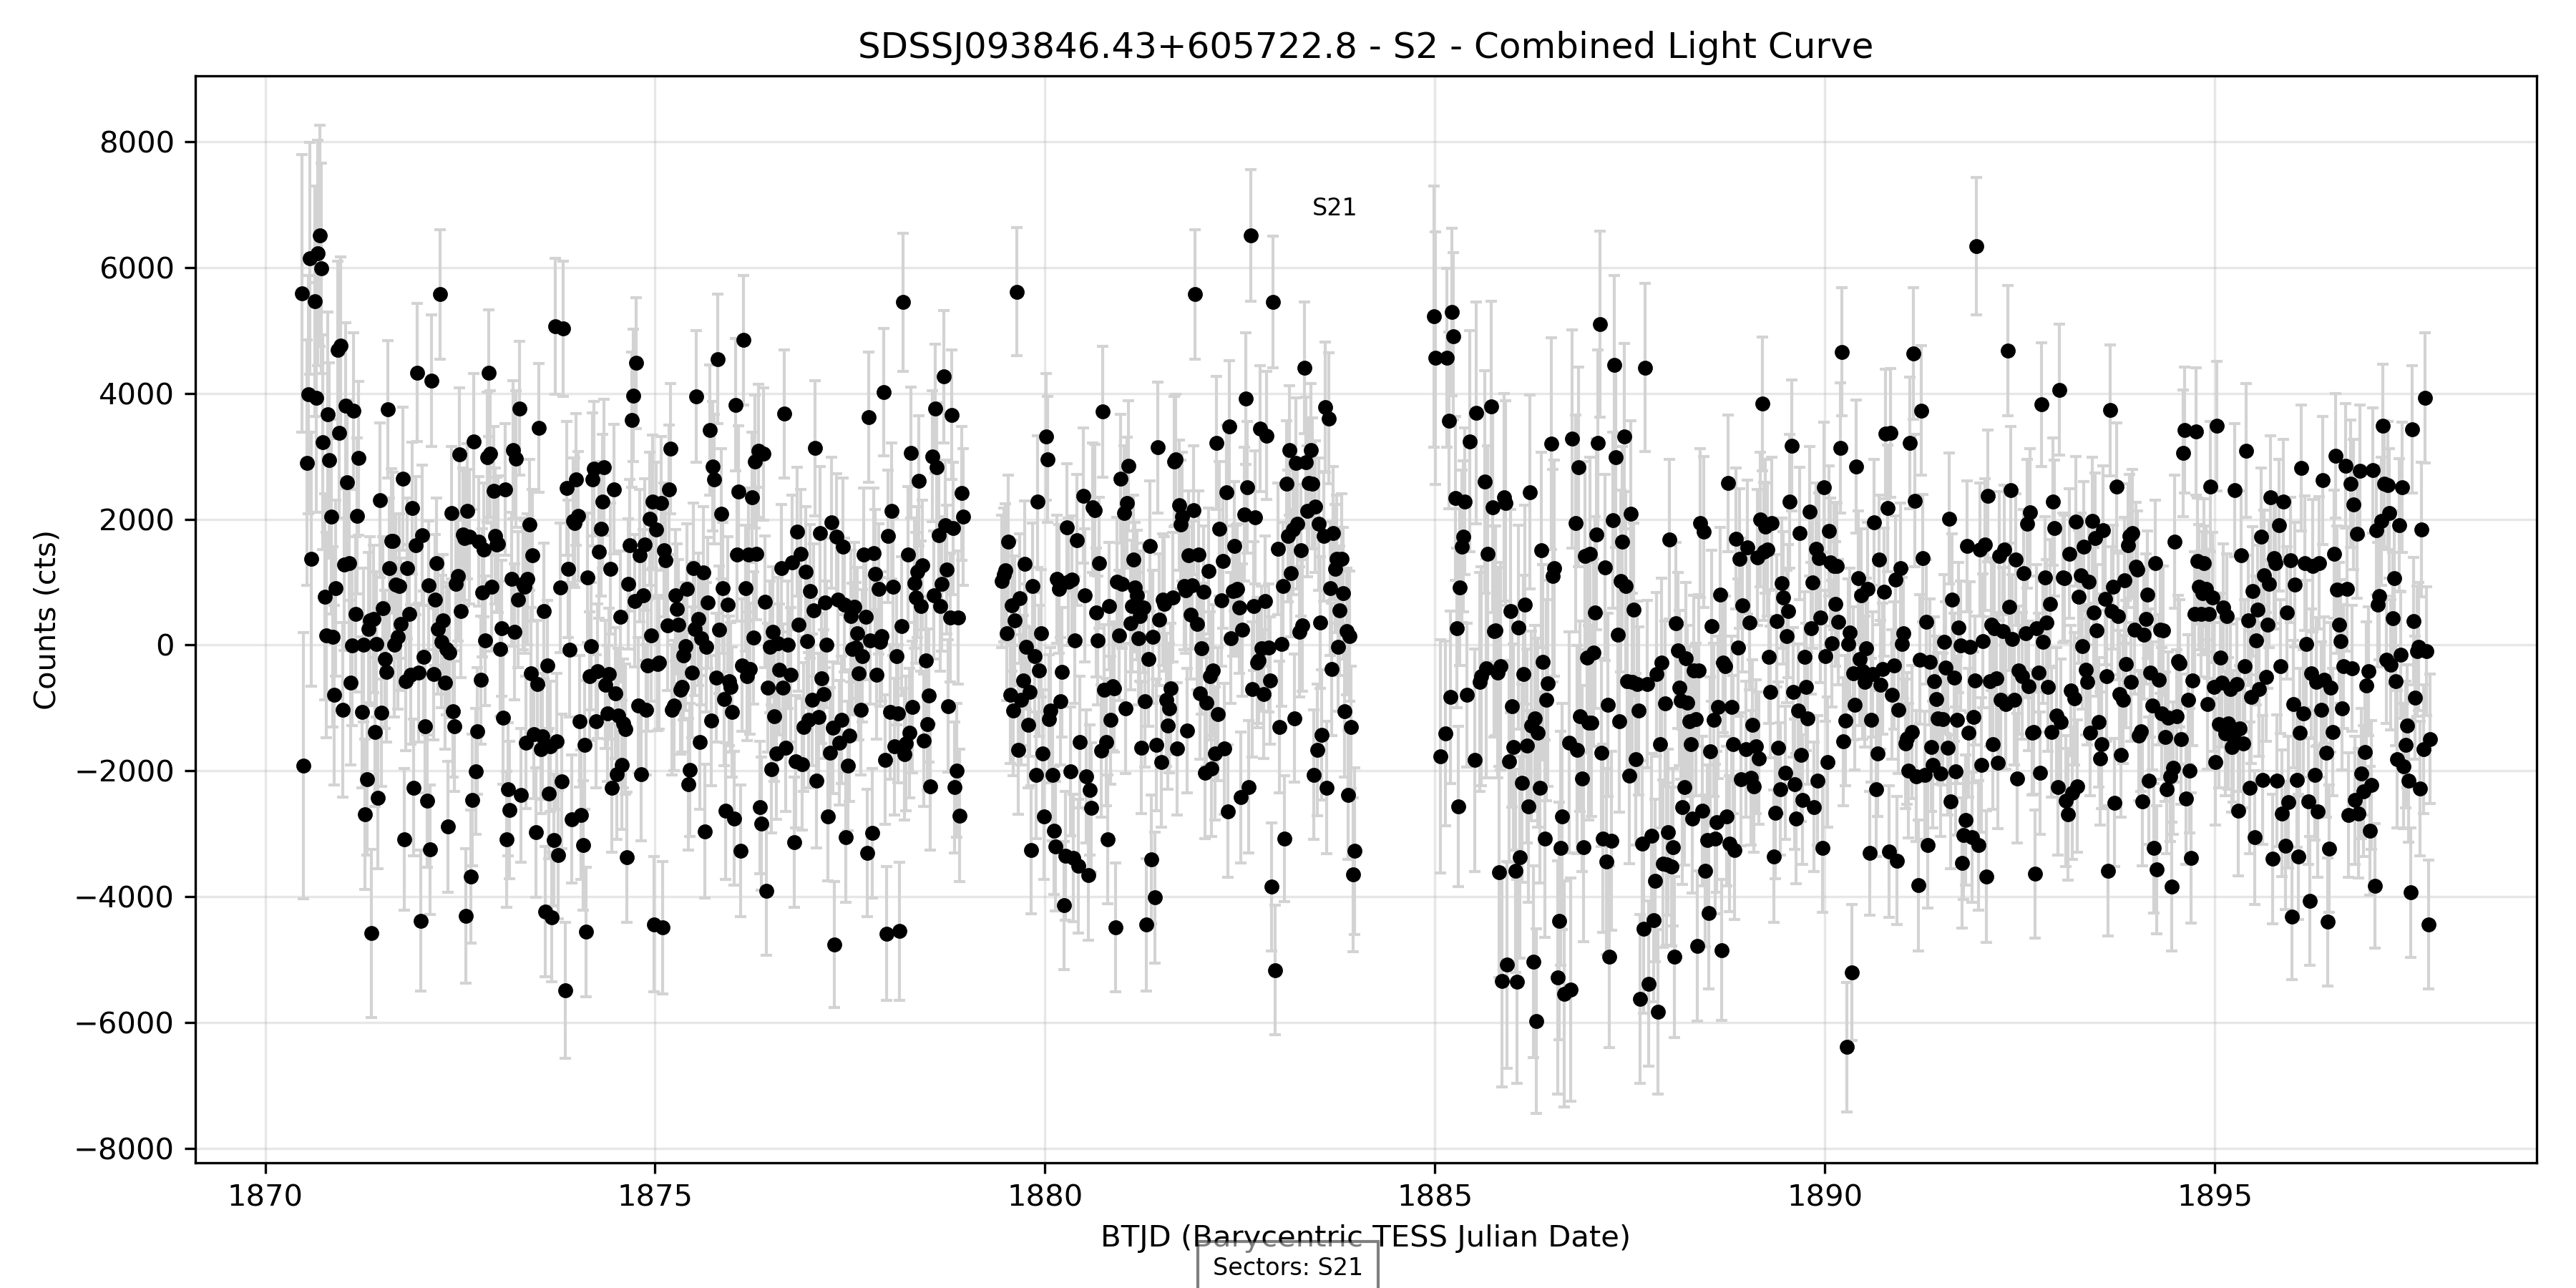 SDSSJ093846.43+605722.8 - S2 - Combined Light Curve
S21
8000
6000
4000
2000
0
−2000
−4000
−6000
−8000
Counts (cts)
1870 1875 1880 1885 1890 1895
BTJD (Barycentric TESS Julian Date)
Sectors: S21